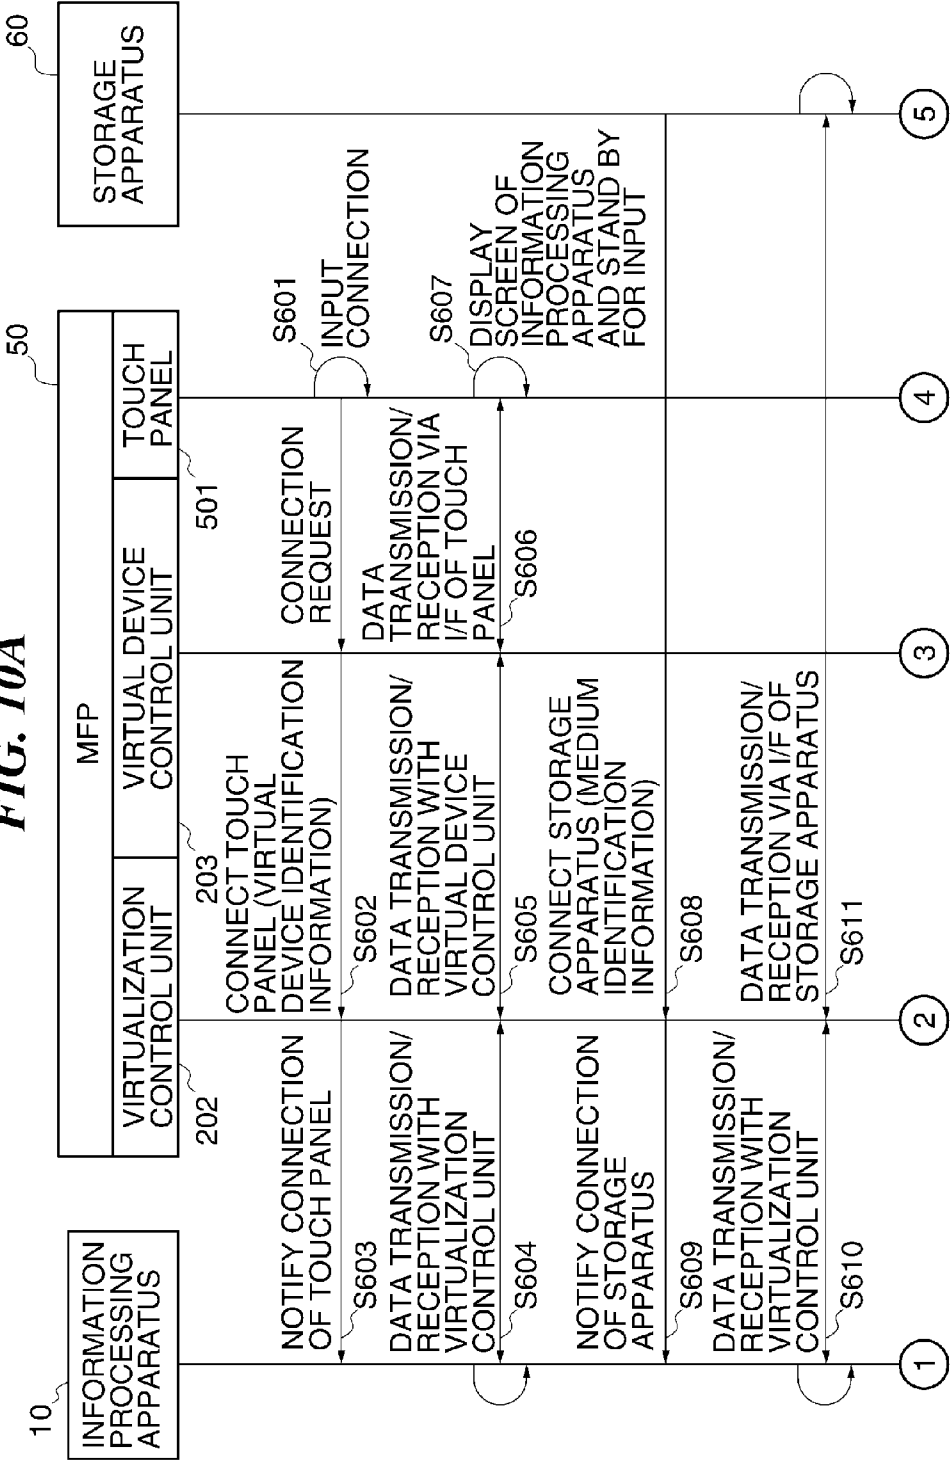 FIG. 10A
10
INFORMATION
PROCESSING
APPARATUS
50
MFP
VIRTUALIZATION
CONTROL UNIT
202
VIRTUAL DEVICE
CONTROL UNIT
203
TOUCH
PANEL
501
60
STORAGE
APPARATUS
S601
INPUT
CONNECTION
CONNECTION
REQUEST
CONNECT TOUCH
PANEL (VIRTUAL
DEVICE IDENTIFICATION
INFORMATION)
S602
NOTIFY CONNECTION
OF TOUCH PANEL
S603
DATA TRANSMISSION/
RECEPTION WITH
VIRTUALIZATION
CONTROL UNIT
S604
DATA TRANSMISSION/
RECEPTION WITH
VIRTUAL DEVICE
CONTROL UNIT
S605
DATA
TRANSMISSION/
RECEPTION VIA
I/F OF TOUCH
PANEL
S606
S607
DISPLAY
SCREEN OF
INFORMATION
PROCESSING
APPARATUS
AND STAND BY
FOR INPUT
CONNECT STORAGE
APPARATUS (MEDIUM
IDENTIFICATION
INFORMATION)
S608
NOTIFY CONNECTION
OF STORAGE
APPARATUS
S609
DATA TRANSMISSION/
RECEPTION WITH
VIRTUALIZATION
CONTROL UNIT
S610
DATA TRANSMISSION/
RECEPTION VIA I/F OF
STORAGE APPARATUS
S611
1
2
3
4
5